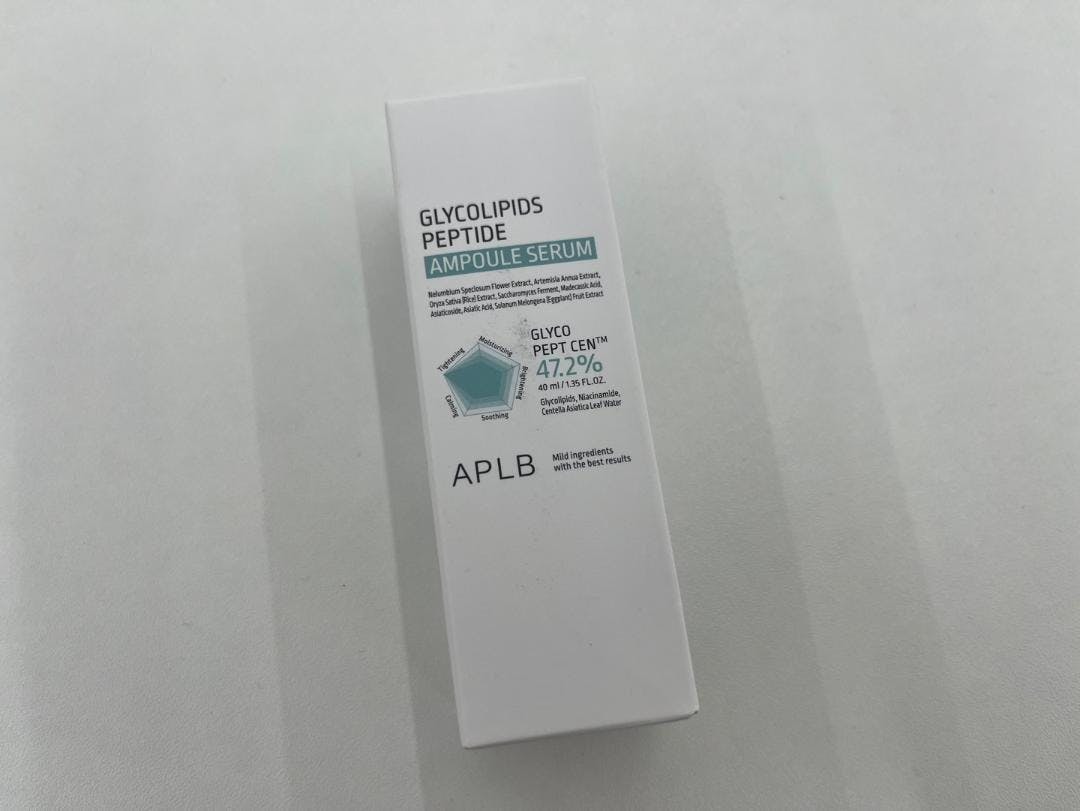 GLYCOLIPIDS
PEPTIDE
AMPOULE SERUM
Nelumbium Speciosum Flower Extract, Artemisia Annua Extract,
Oryza Sativa (Rice) Extract, Saccharomyces Ferment, Madecassic Acid,
Asiaticoside, Asiatic Acid, Solanum Melongena (Eggplant) Fruit Extract
Tightening
Moisturizing
Brightening
Soothing
Calming
GLYCO
PEPT CEN™
47.2%
40 ml / 1.35 FL.OZ.
Glycolipids, Niacinamide,
Centella Asiatica Leaf Water
APLB
Mild ingredients
with the best results